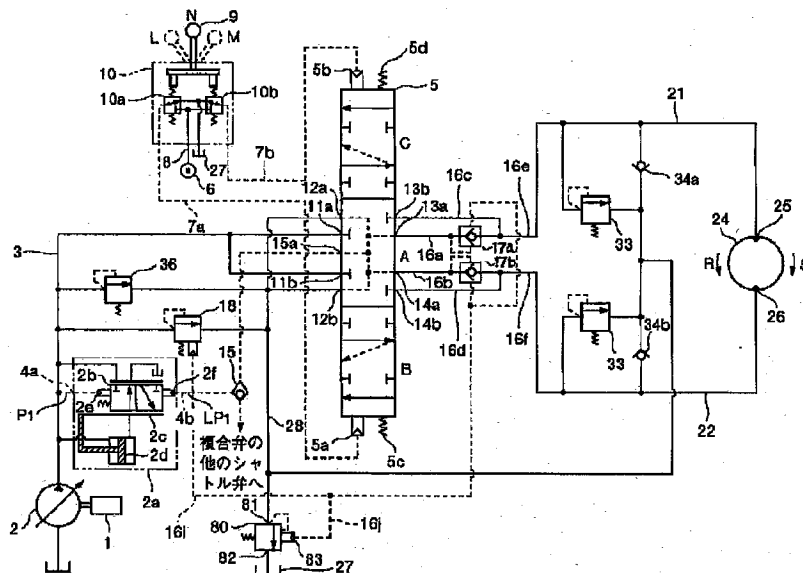 N
9
L
M
10
10a
10b
8
27
6
7b
7a
5b
5d
5
C
12a
11a
13b
13a
16c
16e
15a
16a
17a
A
17b
11b
16b
12b
14a
14b
16d
16f
B
5a
5c
3
36
18
4a
2b
2f
2e
P1
4b
LP1
15
2c
2d
2a
28
複合弁の
他のシャ
トル弁へ
2
1
16i
81
80
82
83
27
16j
21
34a
33
24
25
R
26
33
34b
22